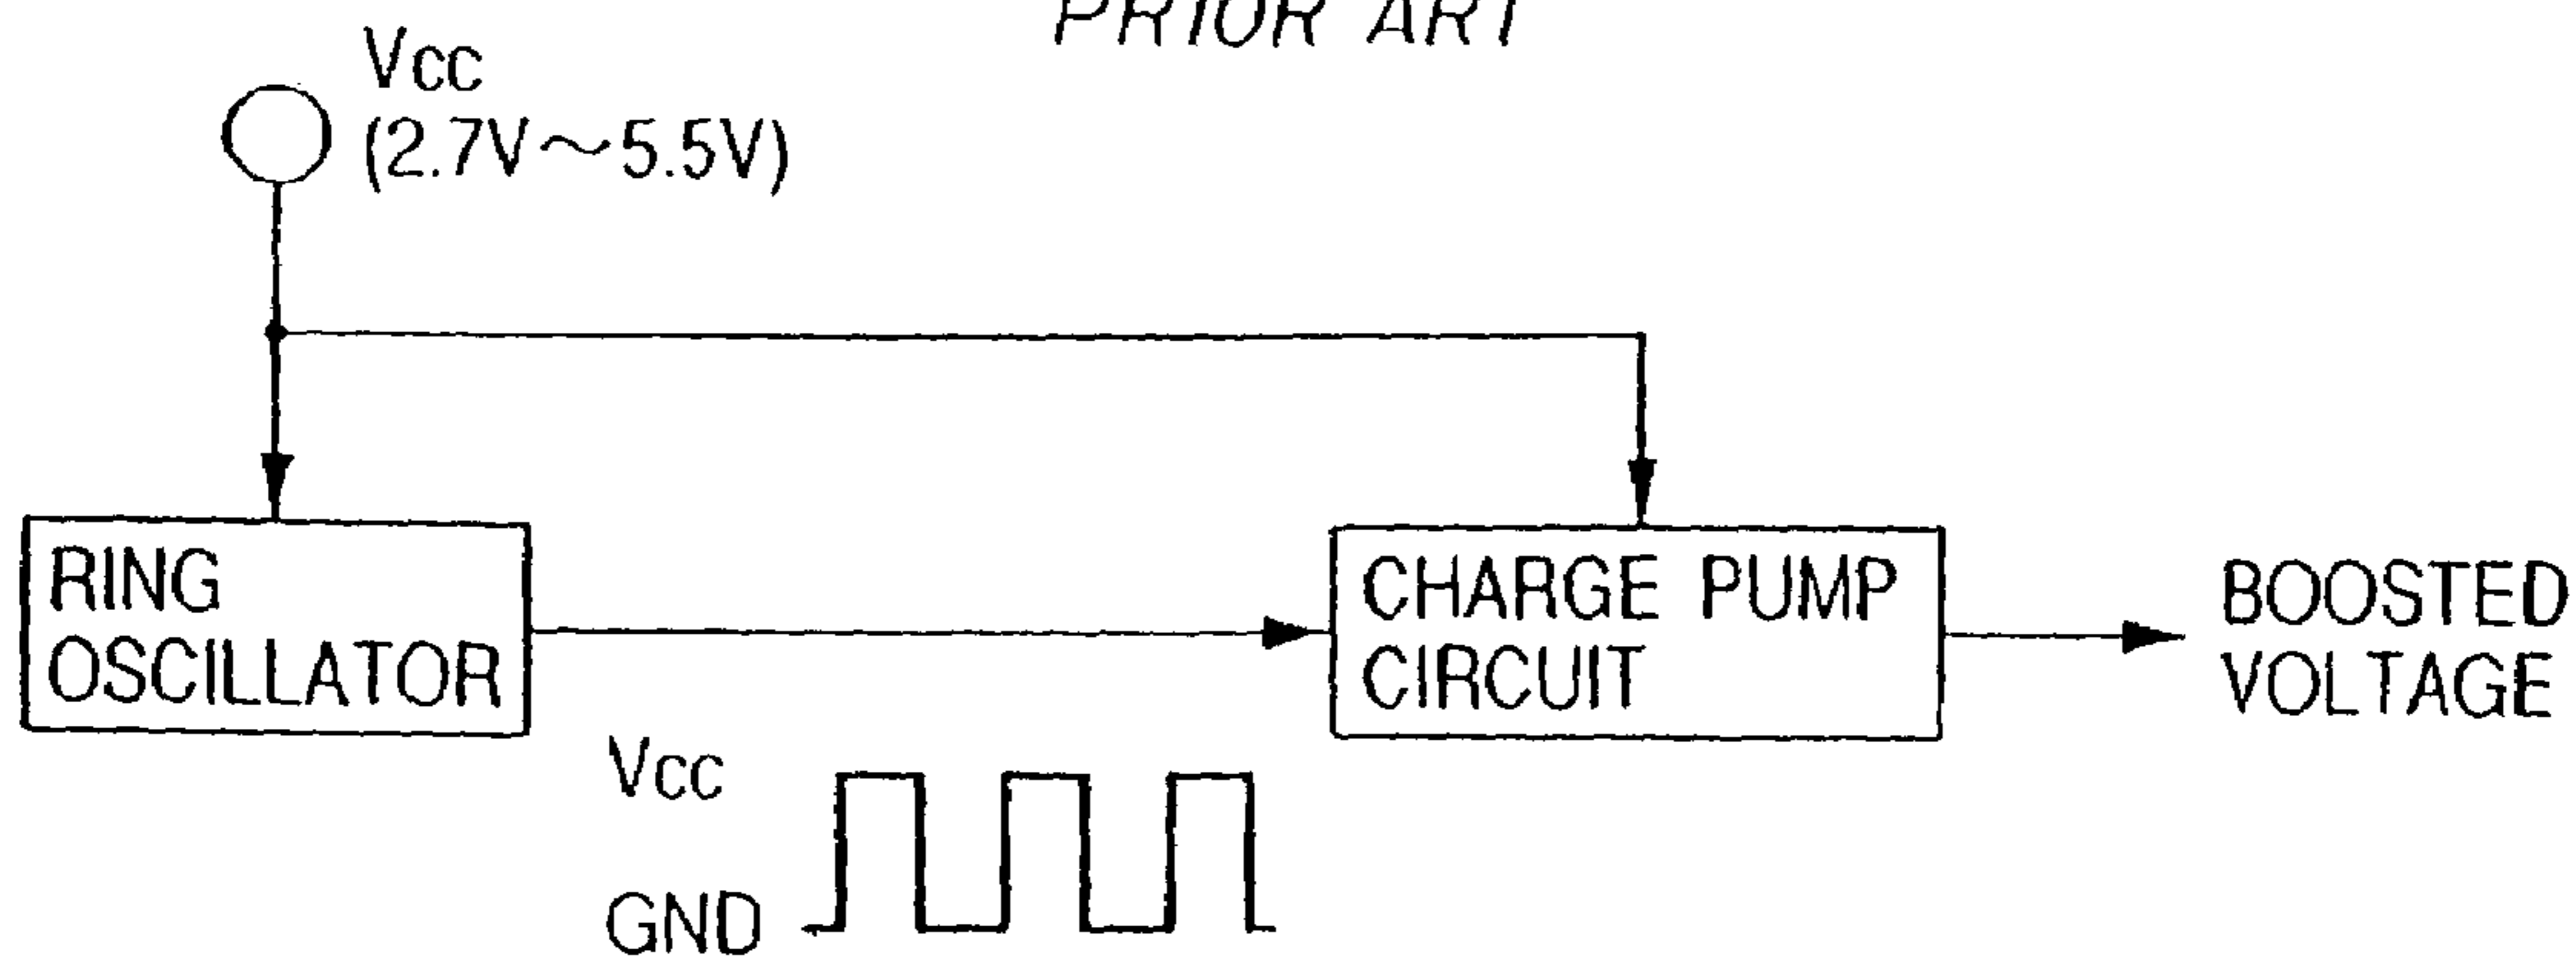 PRIOR ART
Vcc
(2.7V～5.5V)
RING
OSCILLATOR
CHARGE PUMP
CIRCUIT
BOOSTED
VOLTAGE
Vcc
GND